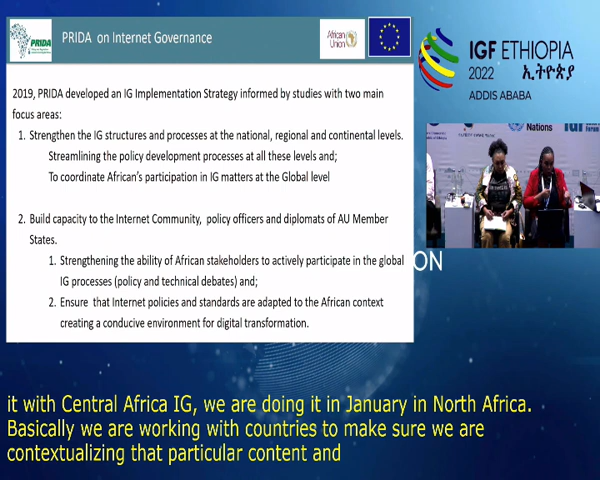 PRIDA
PRIDA on Internet Governance
African
Union
2019, PRIDA developed an IG Implementation Strategy informed by studies with two main
focus areas:
1. Strengthen the IG structures and processes at the national, regional and continental levels.
Streamlining the policy development processes at all these levels and;
To coordinate African's participation in IG matters at the Global level
2. Build capacity to the Internet Community, policy officers and diplomats of AU Member
States.
1. Strengthening the ability of African stakeholders to actively participate in the global
IG processes (policy and technical debates) and;
2. Ensure that Internet policies and standards are adapted to the African context
creating a conducive environment for digital transformation.
IGF ETHIOPIA
2022 ኢትዮጵያ
ADDIS ABABA
Nations
ON
it with Central Africa IG, we are doing it in January in North Africa.
Basically we are working with countries to make sure we are
contextualizing that particular content and